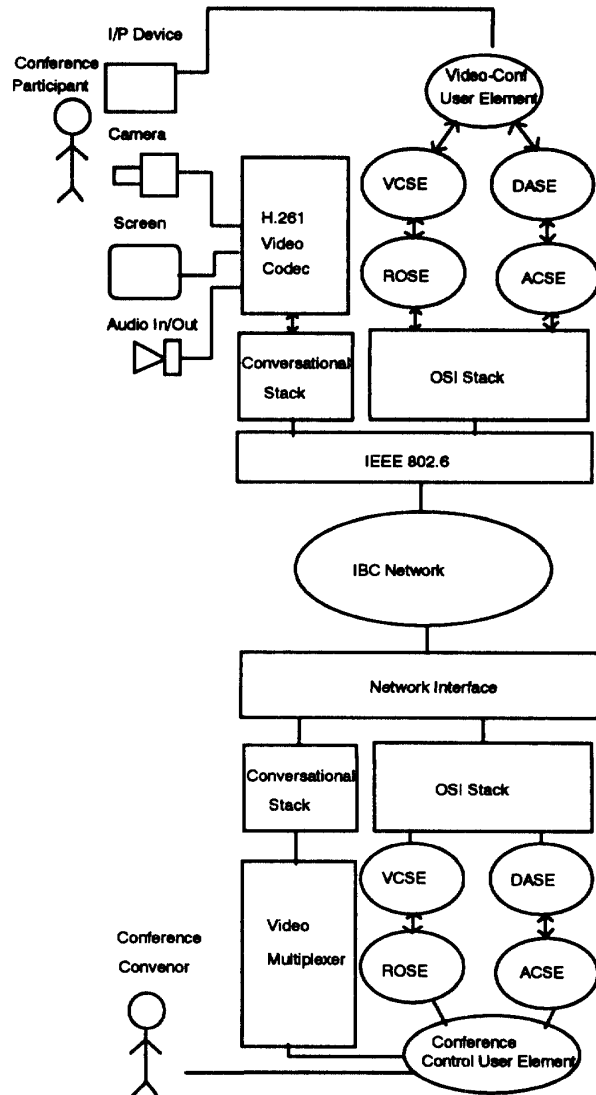 I/P Device
Conference
Participant
Video-Conf
User Element
Camera
VCSE
DASE
H.261
Video
Codec
Screen
ROSE
ACSE
Audio In/Out
Conversational
Stack
OSI Stack
IEEE 802.6
IBC Network
Network Interface
Conversational
Stack
OSI Stack
VCSE
DASE
Video
Multiplexer
Conference
Convenor
ROSE
ACSE
Conference
Control User Element